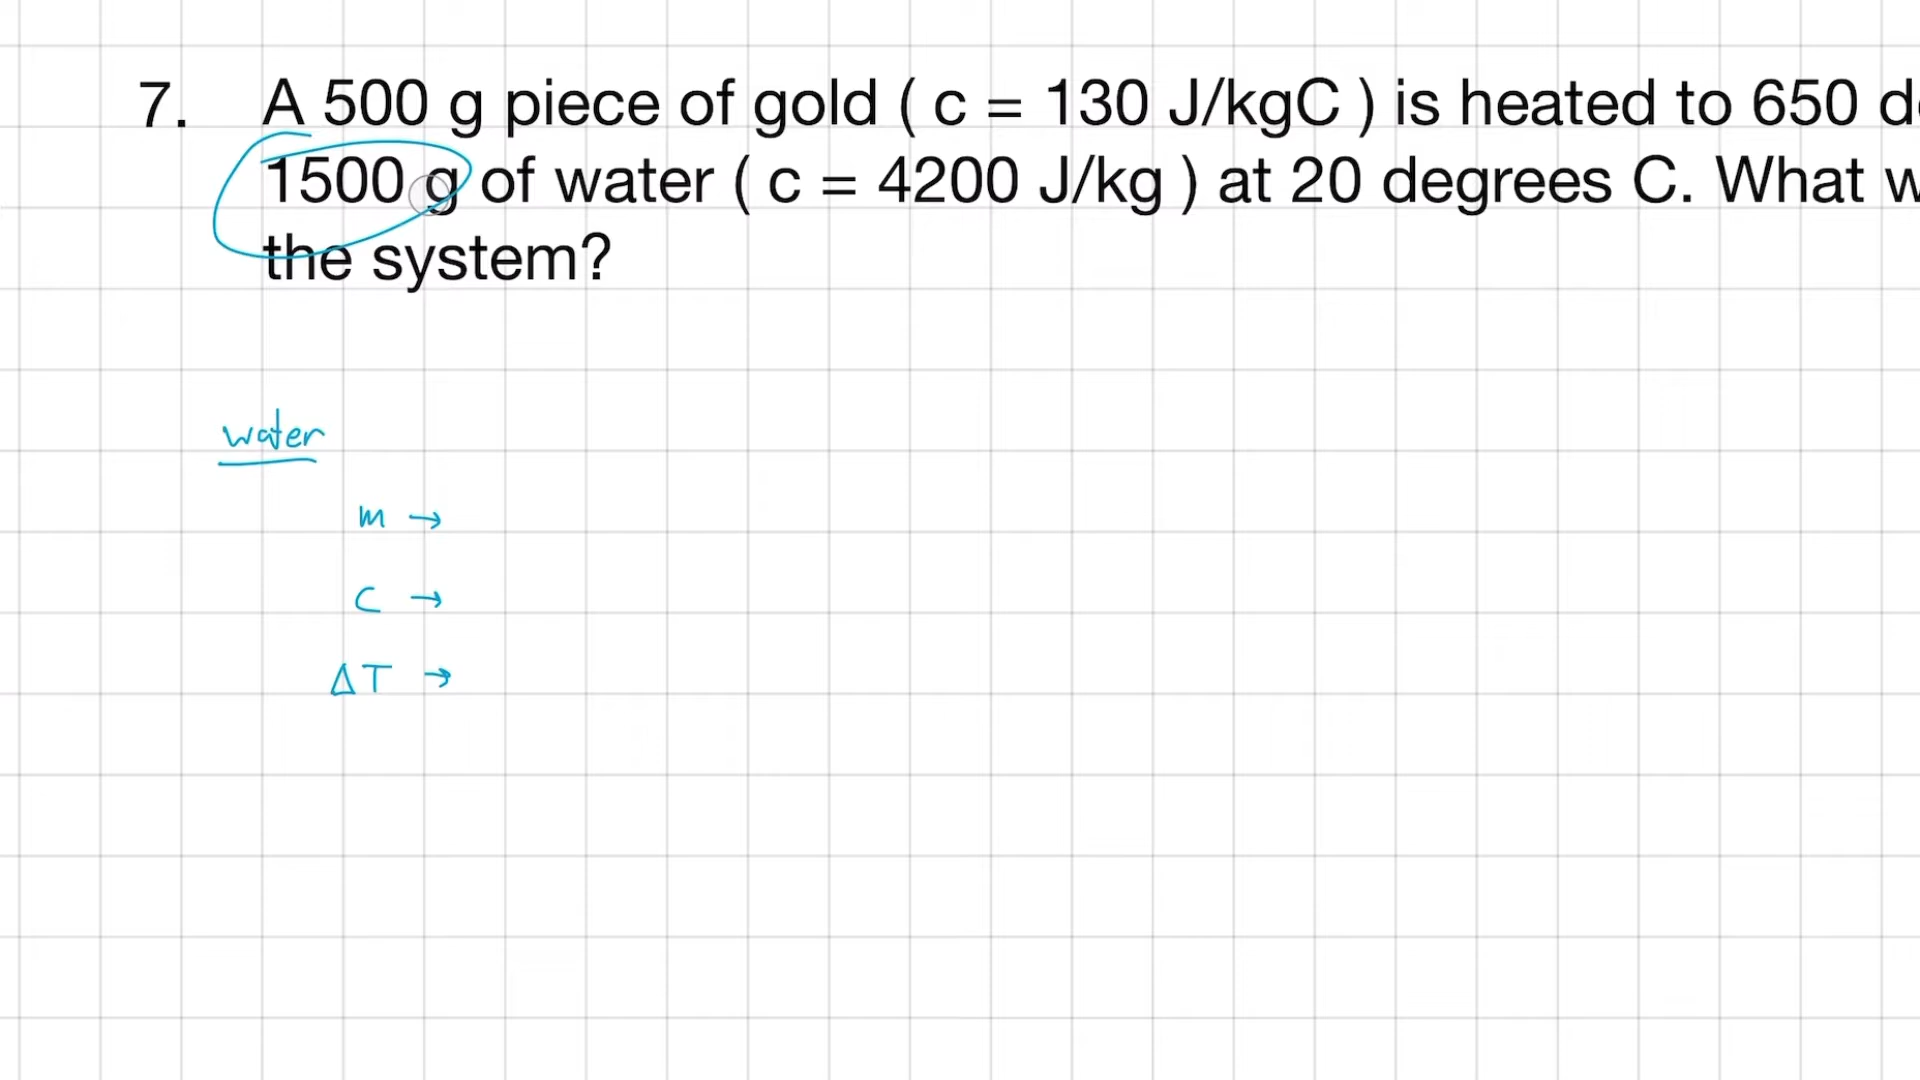 7. A 500 g piece of gold ( c = 130 J/kgC ) is heated to 650 d
1500 g of water ( c = 4200 J/kg ) at 20 degrees C. What w
the system?
water
m →
c →
ΔT →